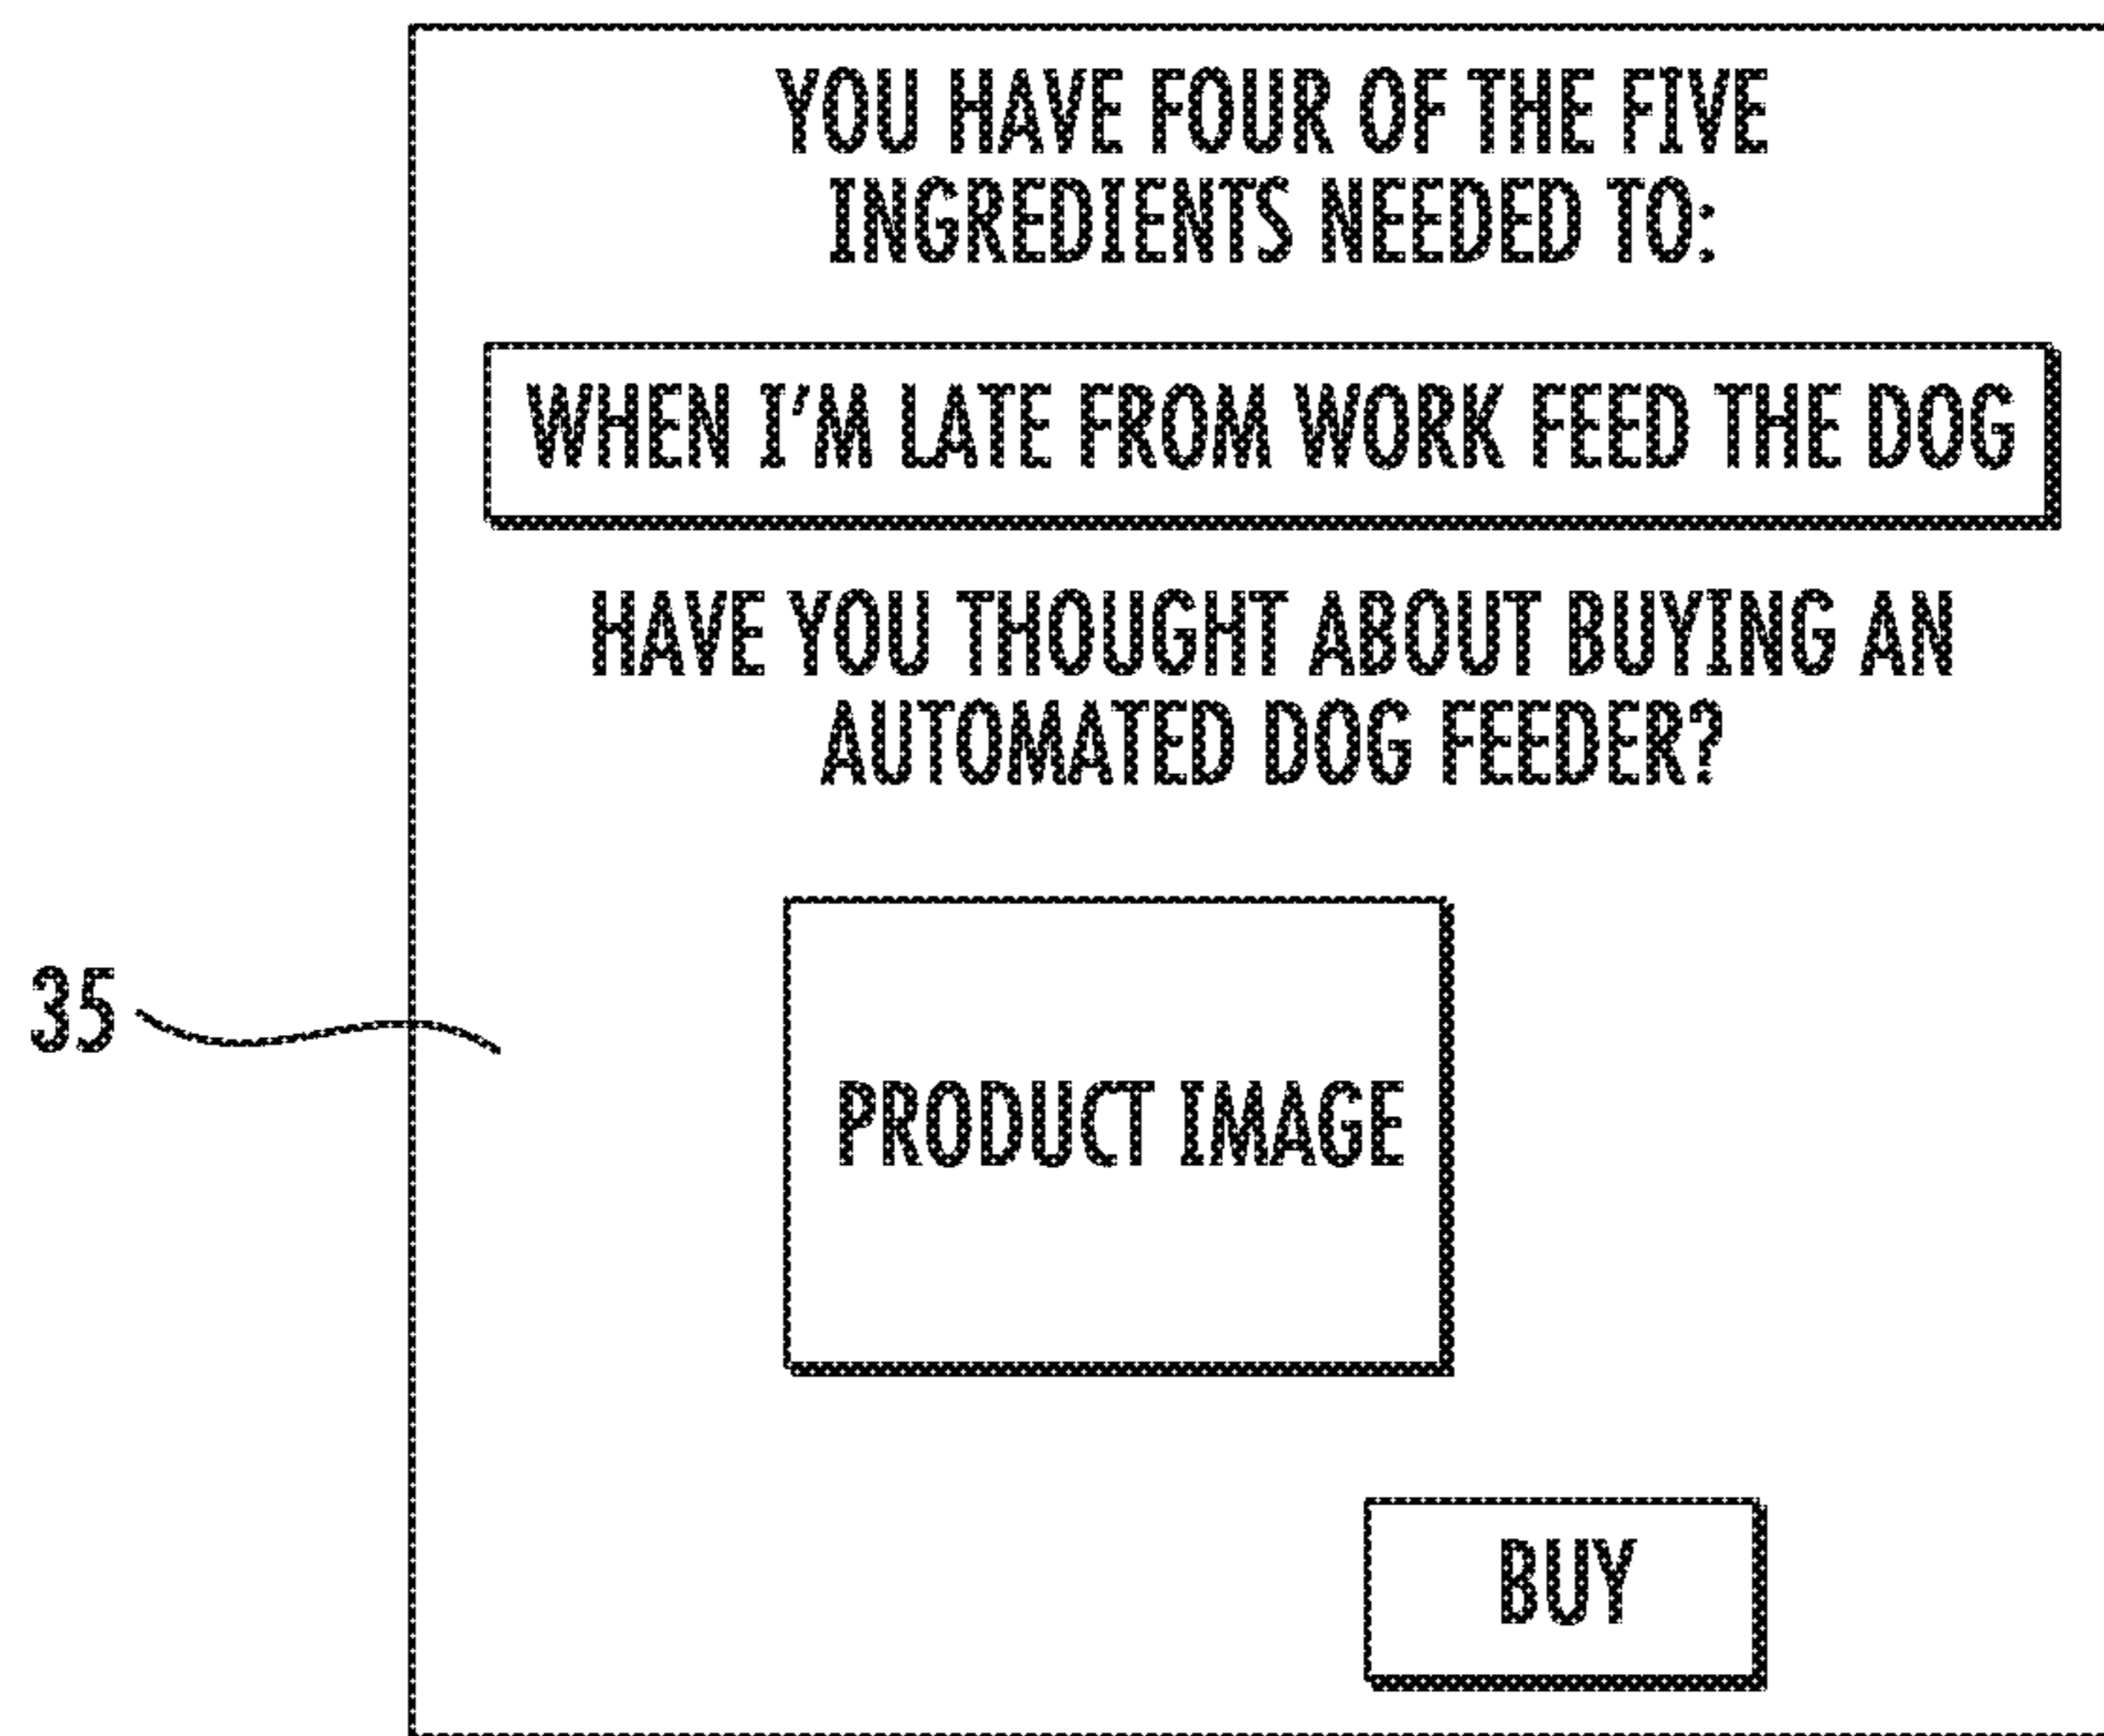 YOU HAVE FOUR OF THE FIVE
INGREDIENTS NEEDED TO:
WHEN I'M LATE FROM WORK FEED THE DOG
HAVE YOU THOUGHT ABOUT BUYING AN
AUTOMATED DOG FEEDER?
35
PRODUCT IMAGE
BUY